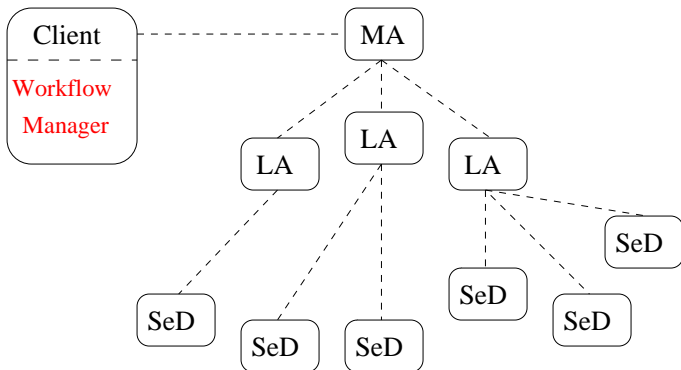 Client
MA
Workflow
Manager
LA
LA
LA
SeD
SeD
SeD
SeD
SeD
SeD